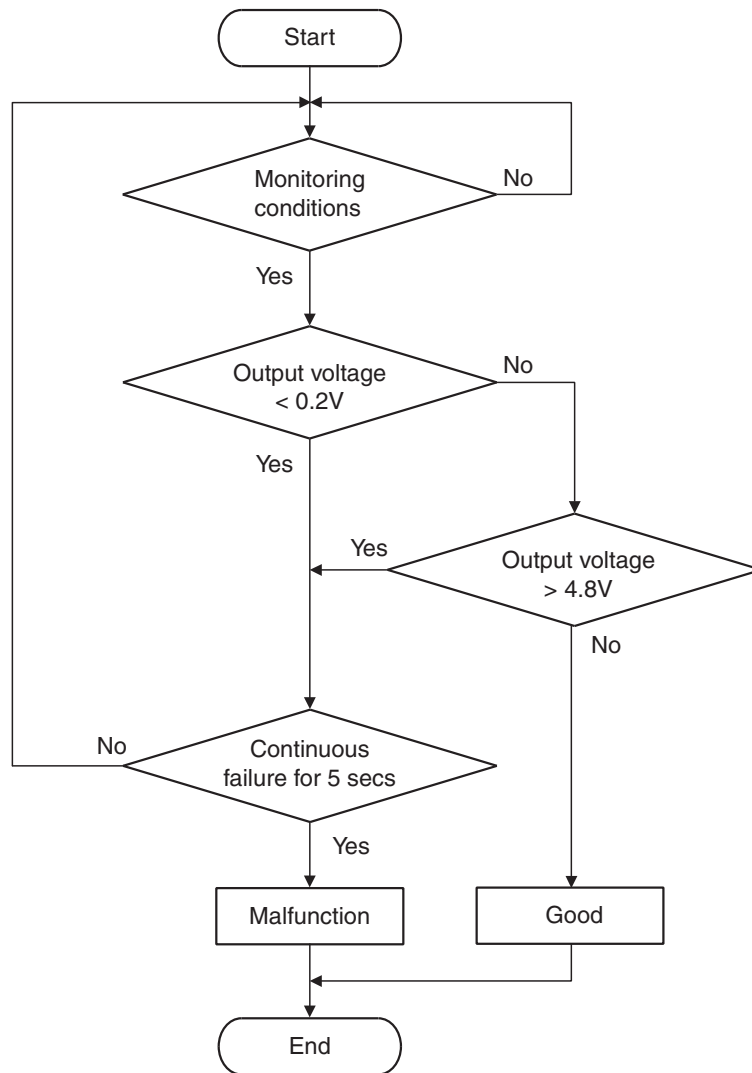 Start
Monitoring
conditions
No
Yes
Output voltage
< 0.2V
No
Yes
Yes
Output voltage
> 4.8V
No
No
Continuous
failure for 5 secs
Yes
Malfunction
Good
End